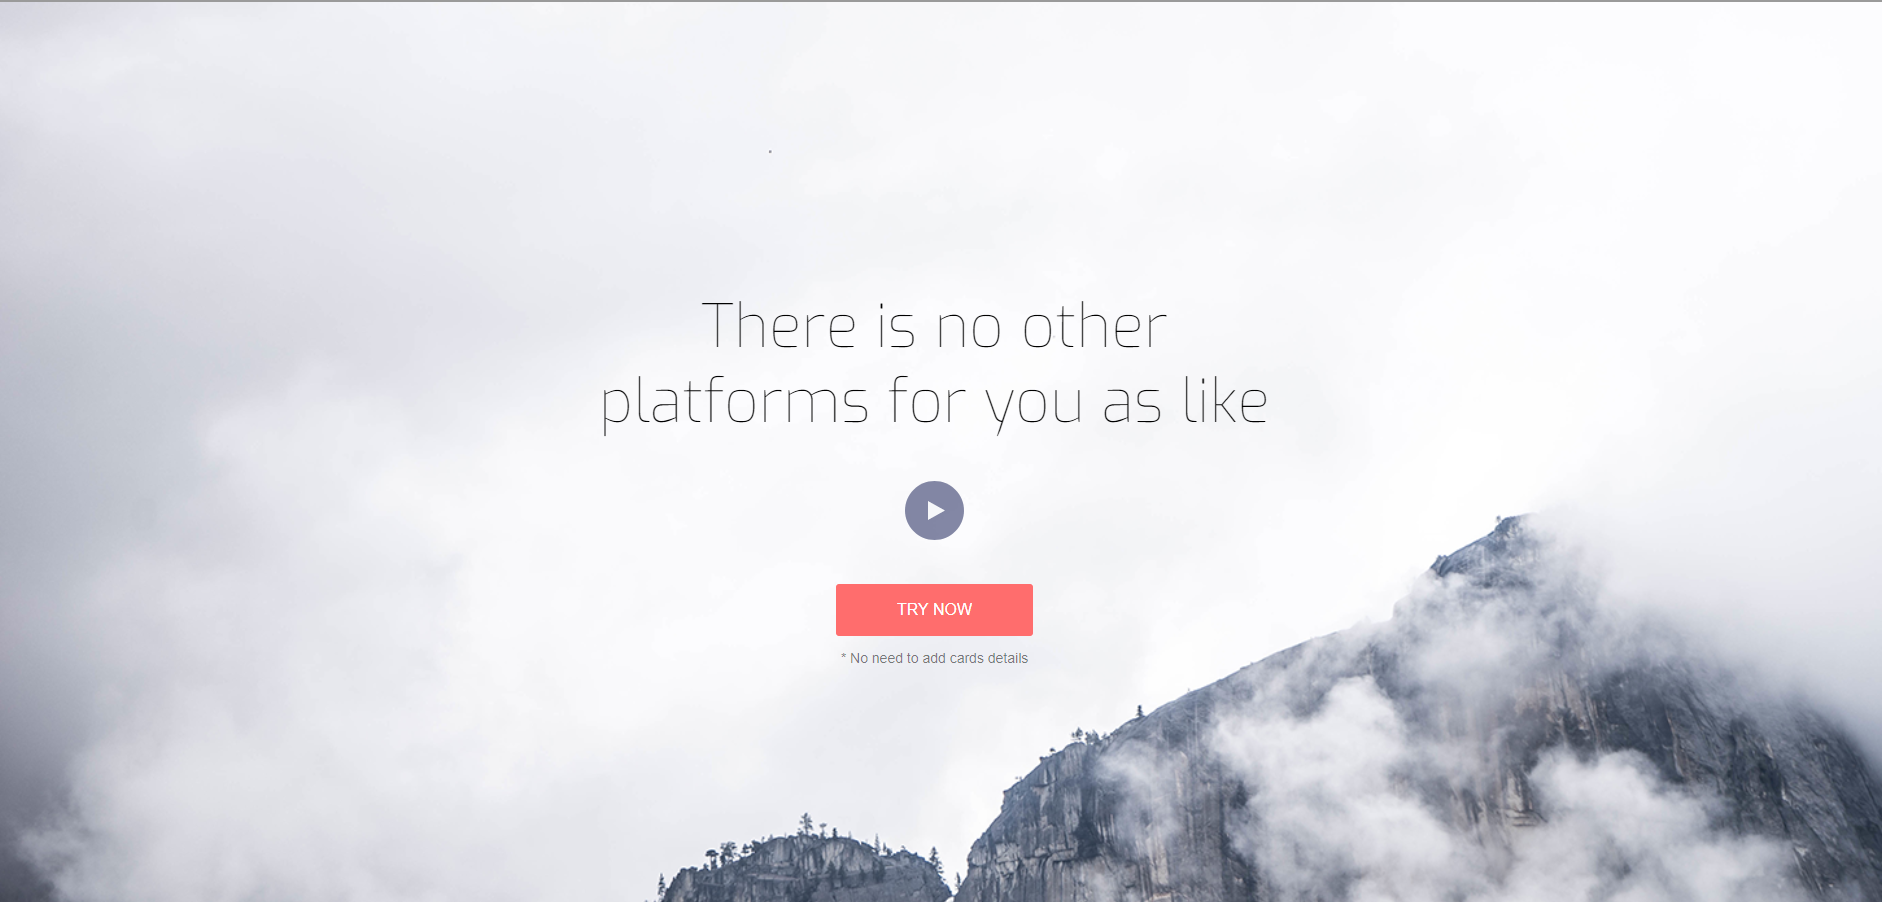 There is no other
platforms for you as like
TRY NOW
* No need to add cards details